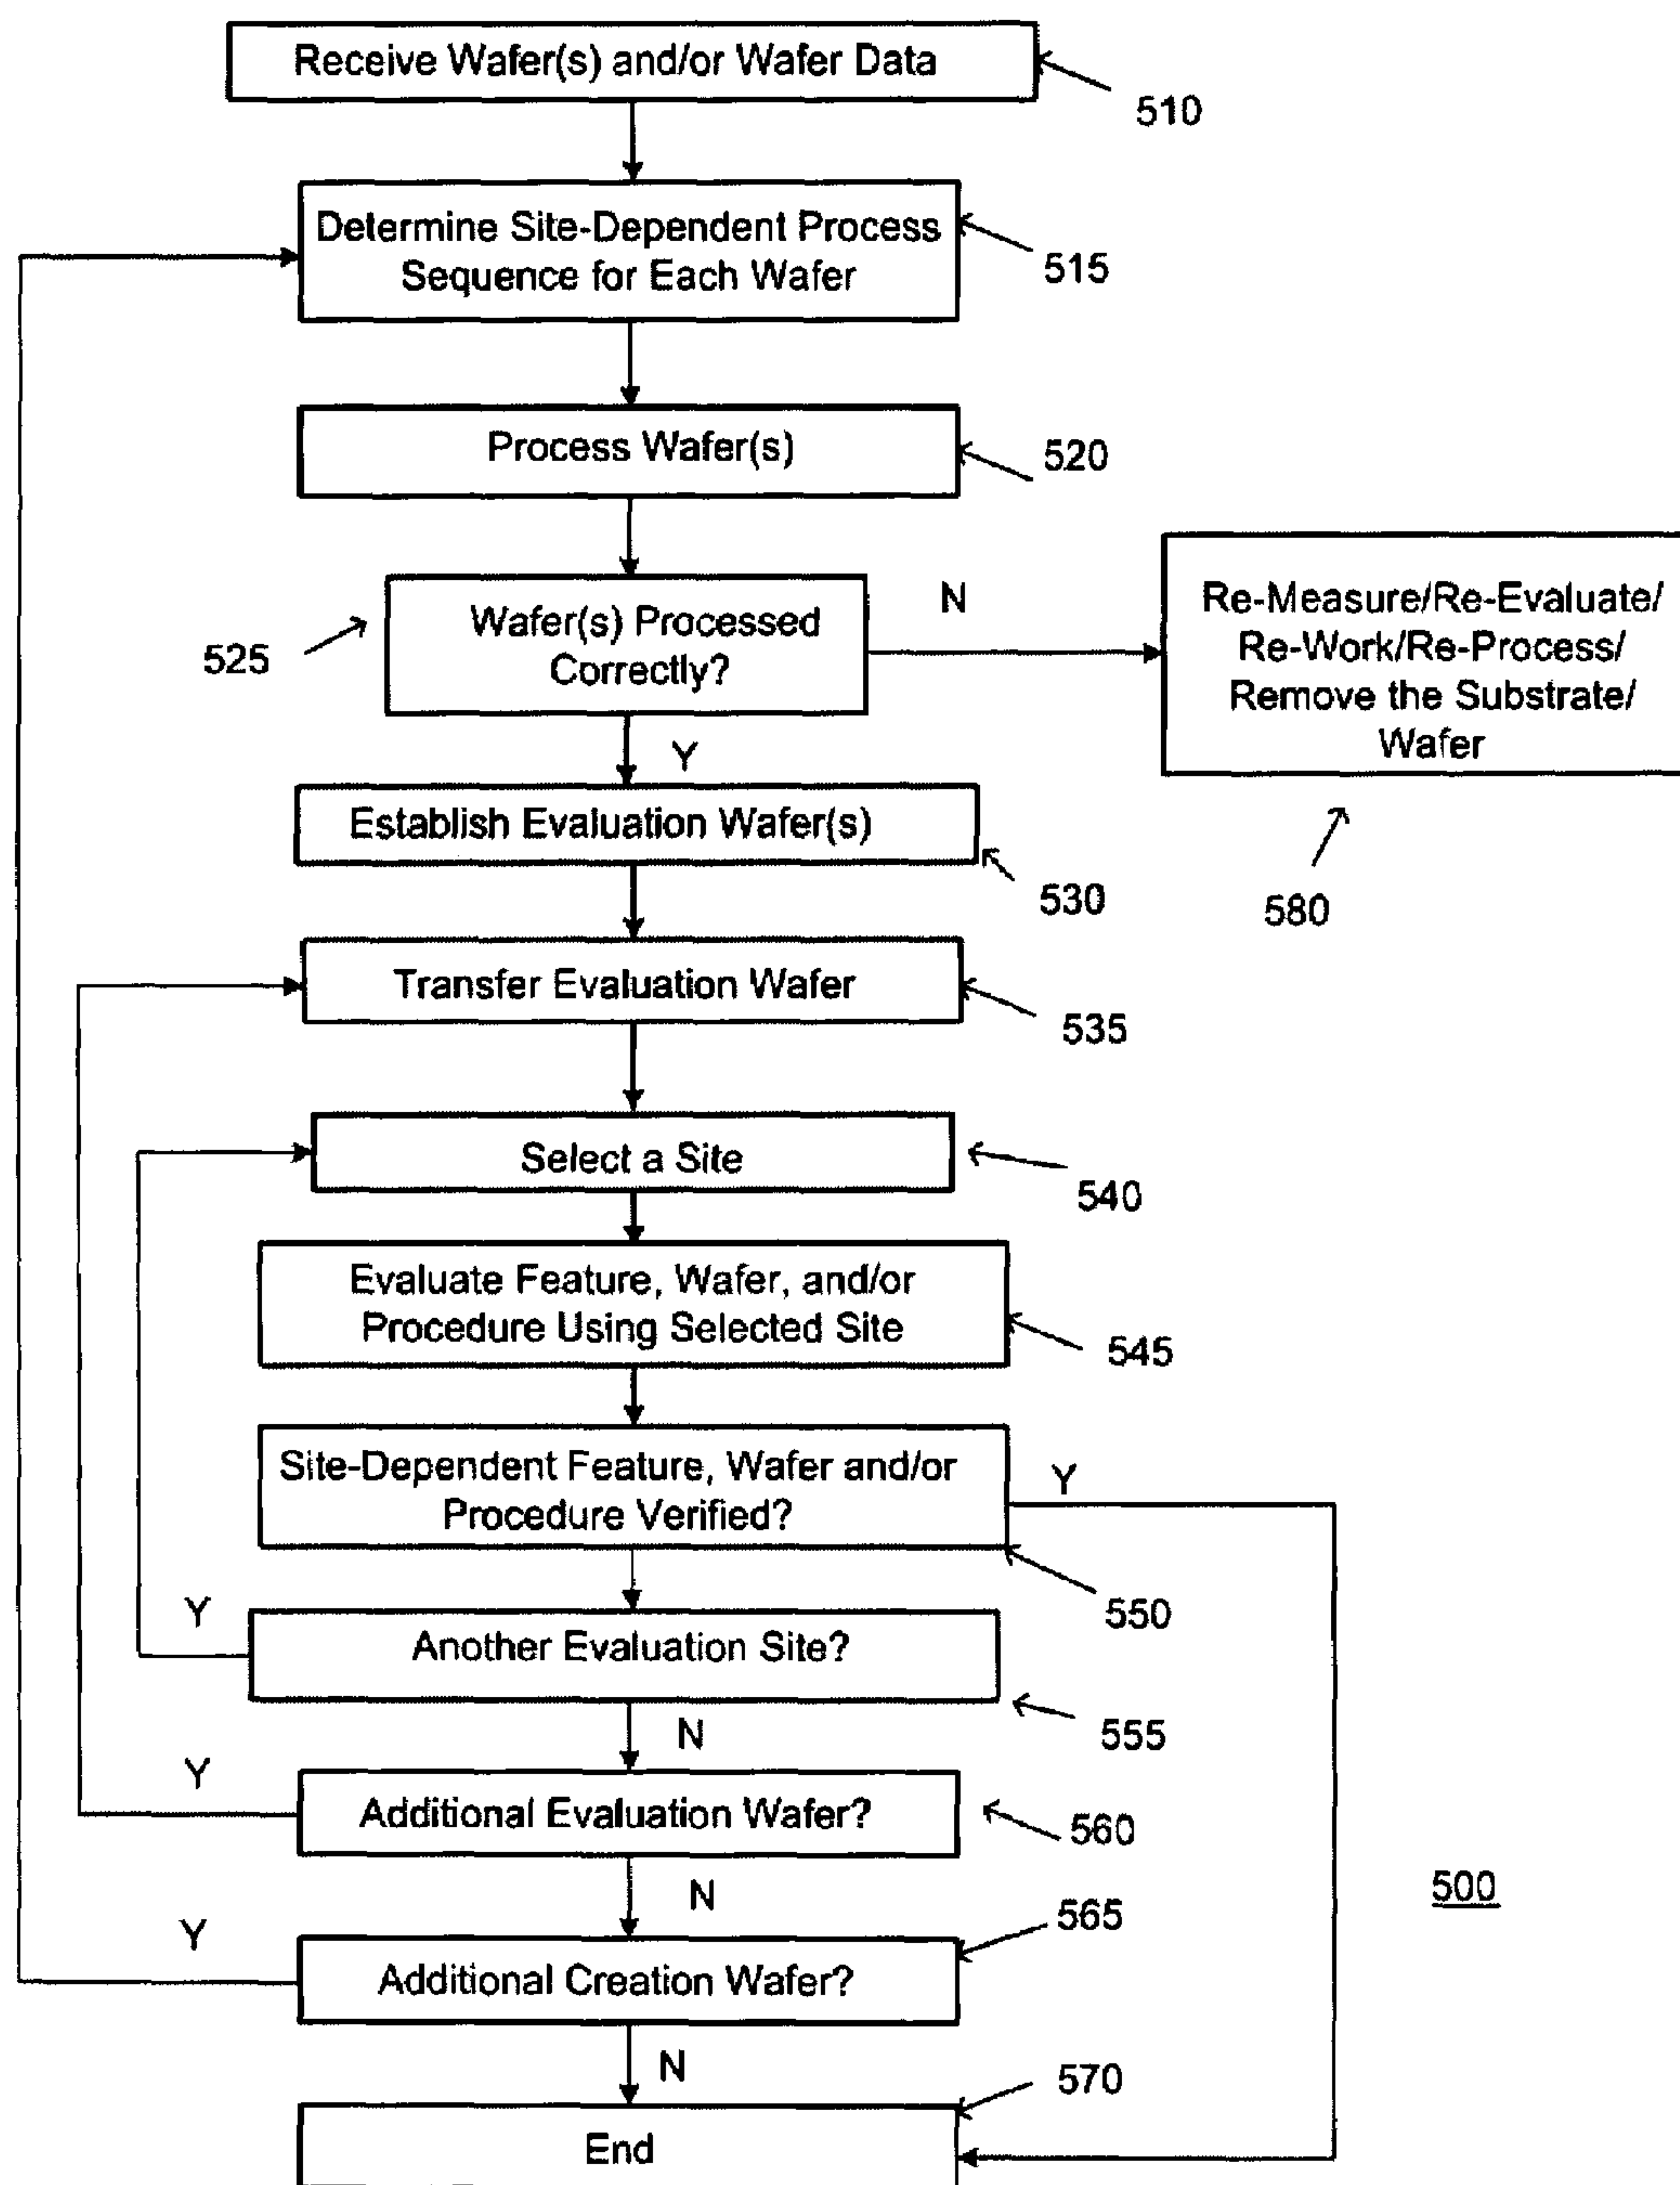 Receive Wafer(s) and/or Wafer Data
510
Determine Site-Dependent Process
Sequence for Each Wafer
515
Process Wafer(s)
520
Wafer(s) Processed
Correctly?
525
N
Re-Measure/Re-Evaluate/
Re-Work/Re-Process/
Remove the Substrate/
Wafer
580
Y
Establish Evaluation Wafer(s)
530
Transfer Evaluation Wafer
535
Select a Site
540
Evaluate Feature, Wafer, and/or
Procedure Using Selected Site
545
Site-Dependent Feature, Wafer and/or
Procedure Verified?
Y
550
Y
Another Evaluation Site?
555
N
Y
Additional Evaluation Wafer?
560
N
500
Y
Additional Creation Wafer?
565
N
570
End